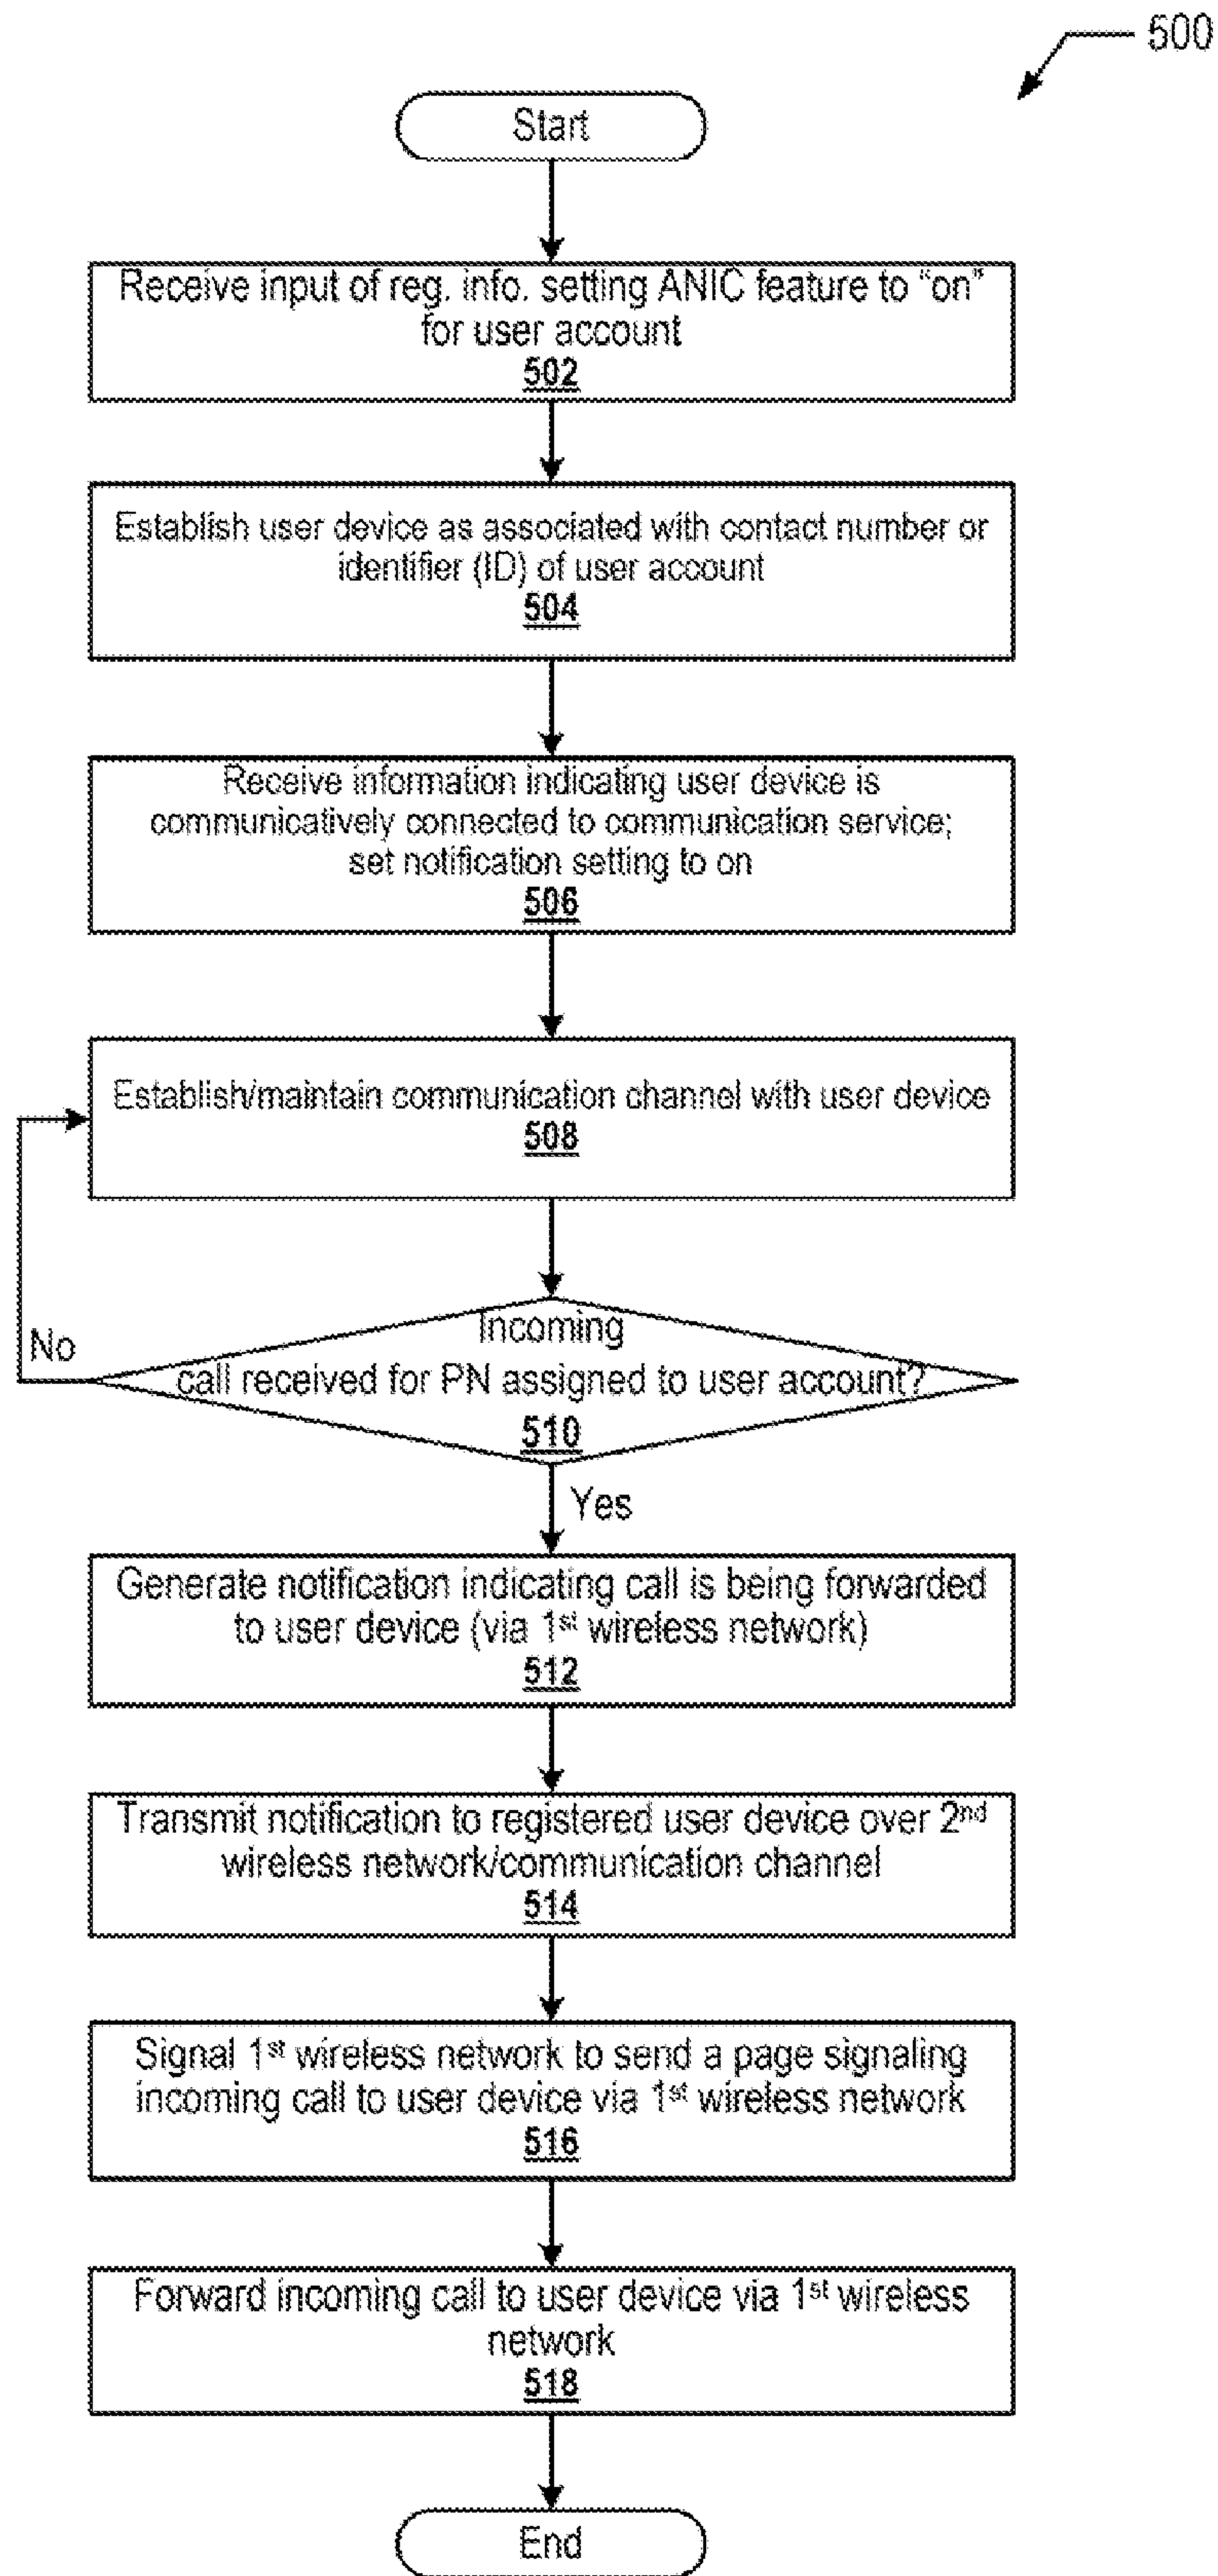 500
Start
Receive input of reg. info. setting ANIC feature to “on”
for user account
502
Establish user device as associated with contact number or
identifier (ID) of user account
504
Receive information indicating user device is
communicatively connected to communication service;
set notification setting to on
506
Establish/maintain communication channel with user device
508
Incoming
call received for PN assigned to user account?
510
No
Yes
Generate notification indicating call is being forwarded
to user device (via 1st wireless network)
512
Transmit notification to registered user device over 2nd
wireless network/communication channel
514
Signal 1st wireless network to send a page signaling
incoming call to user device via 1st wireless network
516
Forward incoming call to user device via 1st wireless
network
518
End